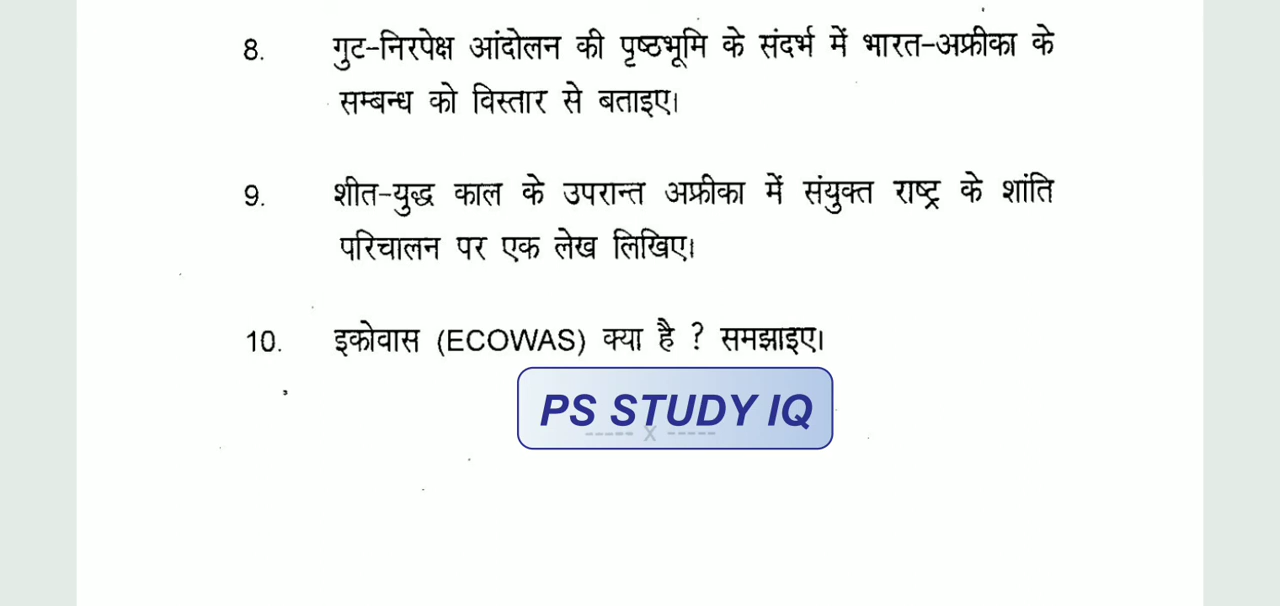 8. गुट-निरपेक्ष आंदोलन की पृष्ठभूमि के संदर्भ में भारत-अफ्रीका के
सम्बन्ध को विस्तार से बताइए।
9. शीत-युद्ध काल के उपरान्त अफ्रीका में संयुक्त राष्ट्र के शांति
परिचालन पर एक लेख लिखिए।
10. इकोवास (ECOWAS) क्या है ? समझाइए।
PS STUDY IQ
----- x -----